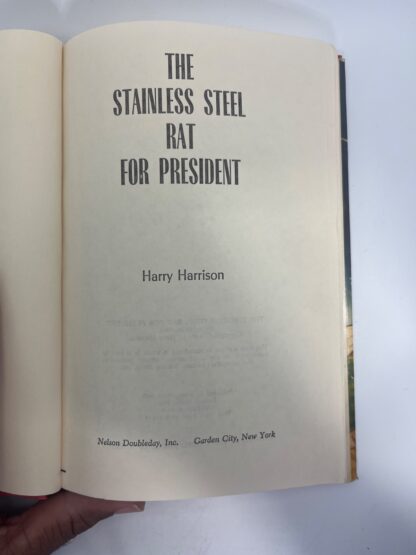 THE
STAINLESS STEEL
RAT
FOR PRESIDENT
Harry Harrison
Nelson Doubleday, Inc. Garden City, New York